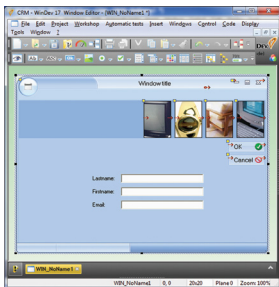 CRM - WinDev 17 Window Editor - [WIN_NoName1 *]
File Edit Project Workshop Automatic tests Insert Windows Control Code Display
Tools Window ?
Window title
OK
Cancel
Lastname
Firstname
Email
WIN_NoName1
WIN_NoName1 0, 0 20x20 Plane 0 Zoom: 100%